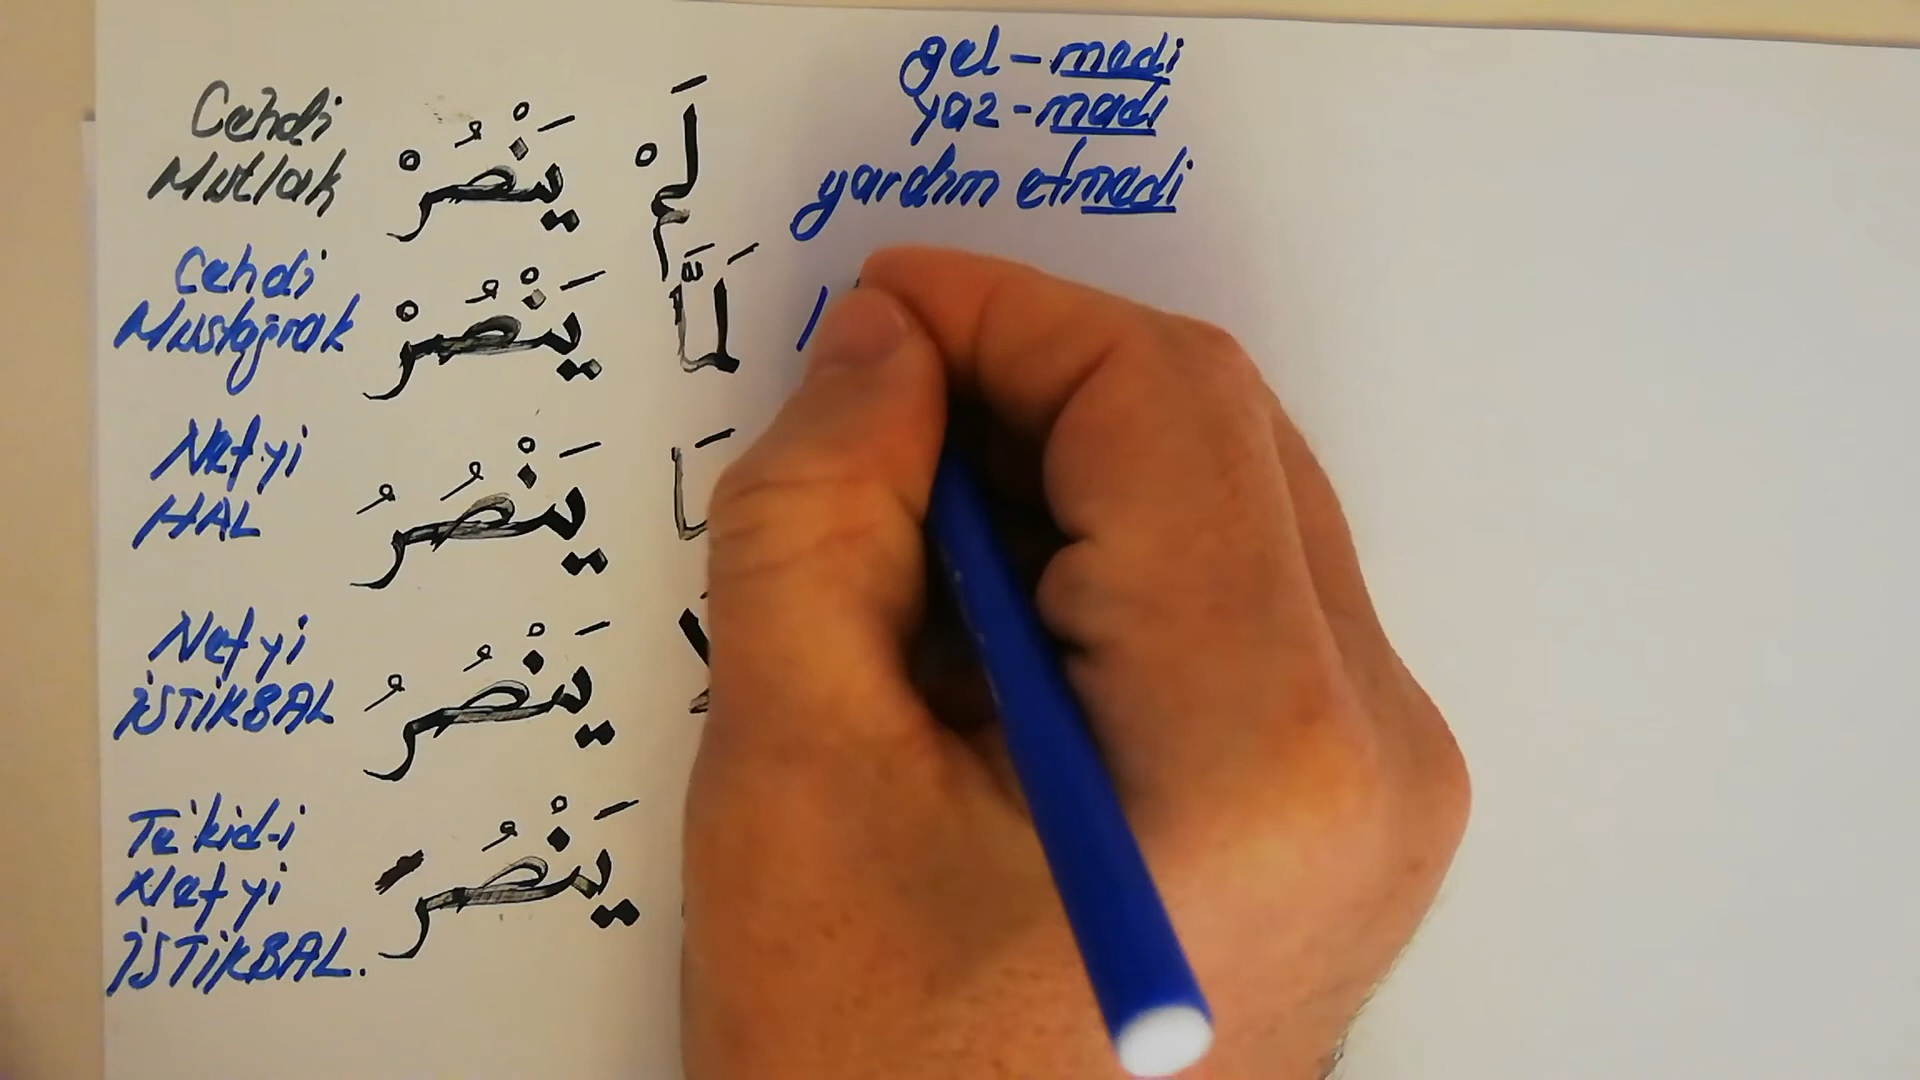 gel-medi
yaz-madi
Cehdi
Mutlak
لَمْ يَنْصُرْ
yardım etmedi
Cehdi
Mustağrak
لَمَّا يَنْصُرْ
Nefyi
HAL
يَنْصُرُ
Nefyi
İSTİKBAL
يَنْصُرُ
Te'kid-i
Nefyi
İSTİKBAL.
يَنْصُرَ